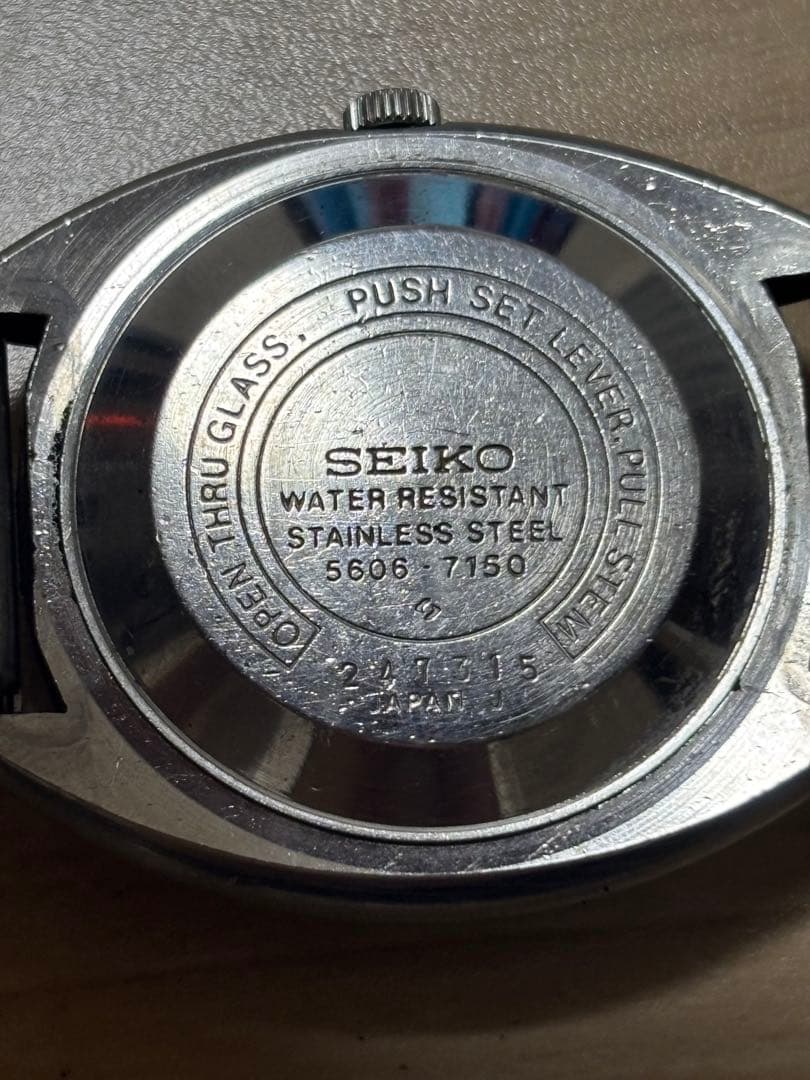 OPEN THRU GLASS, PUSH SET LEVER, PULL STEM
SEIKO
WATER RESISTANT
STAINLESS STEEL
5606-7150
247315
JAPAN J